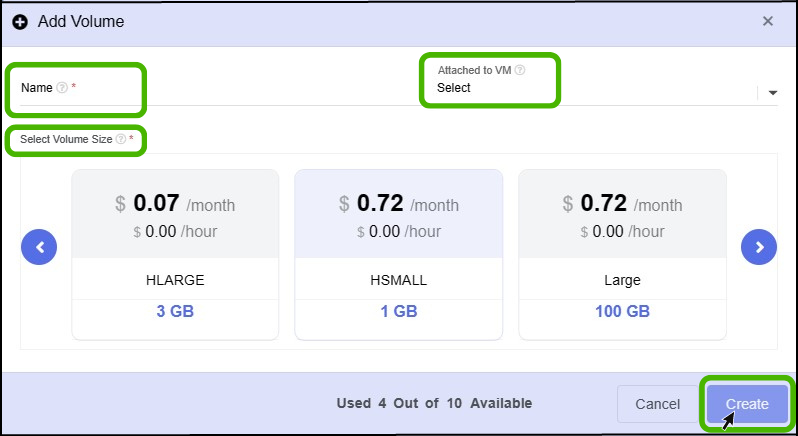 Add Volume
Attached to VM ?
Name ? *
Select
Select Volume Size ? *
$ 0.07 /month
$ 0.00 /hour
HLARGE
3 GB
$ 0.72 /month
$ 0.00 /hour
HSMALL
1 GB
$ 0.72 /month
$ 0.00 /hour
Large
100 GB
Used 4 Out of 10 Available
Cancel
Create